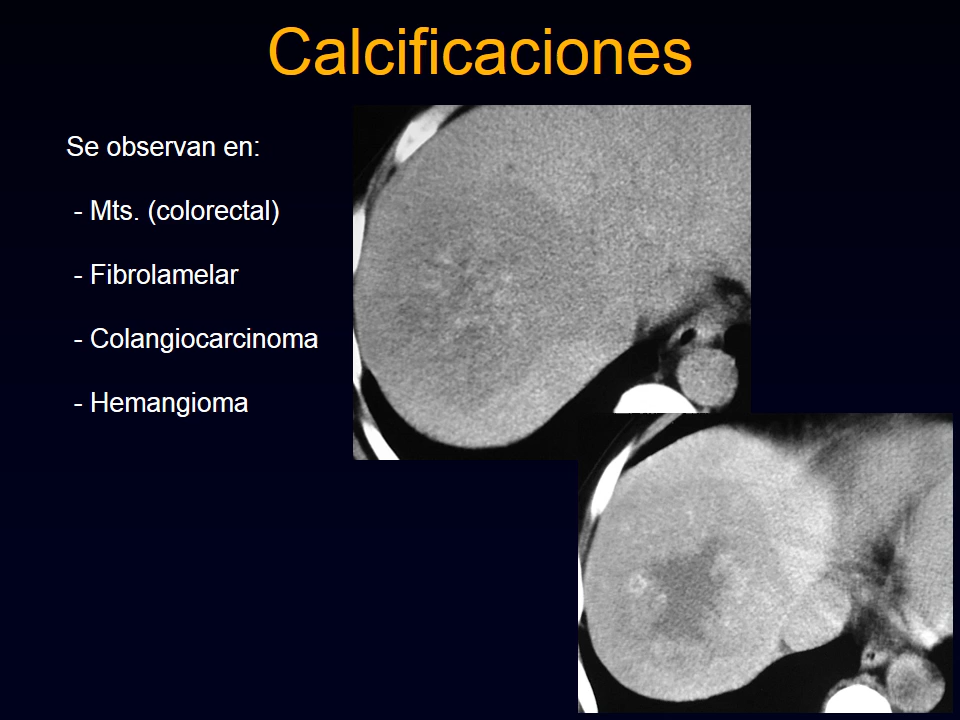 Calcificaciones
Se observan en:
- Mts. (colorectal)
- Fibrolamelar
- Colangiocarcinoma
- Hemangioma